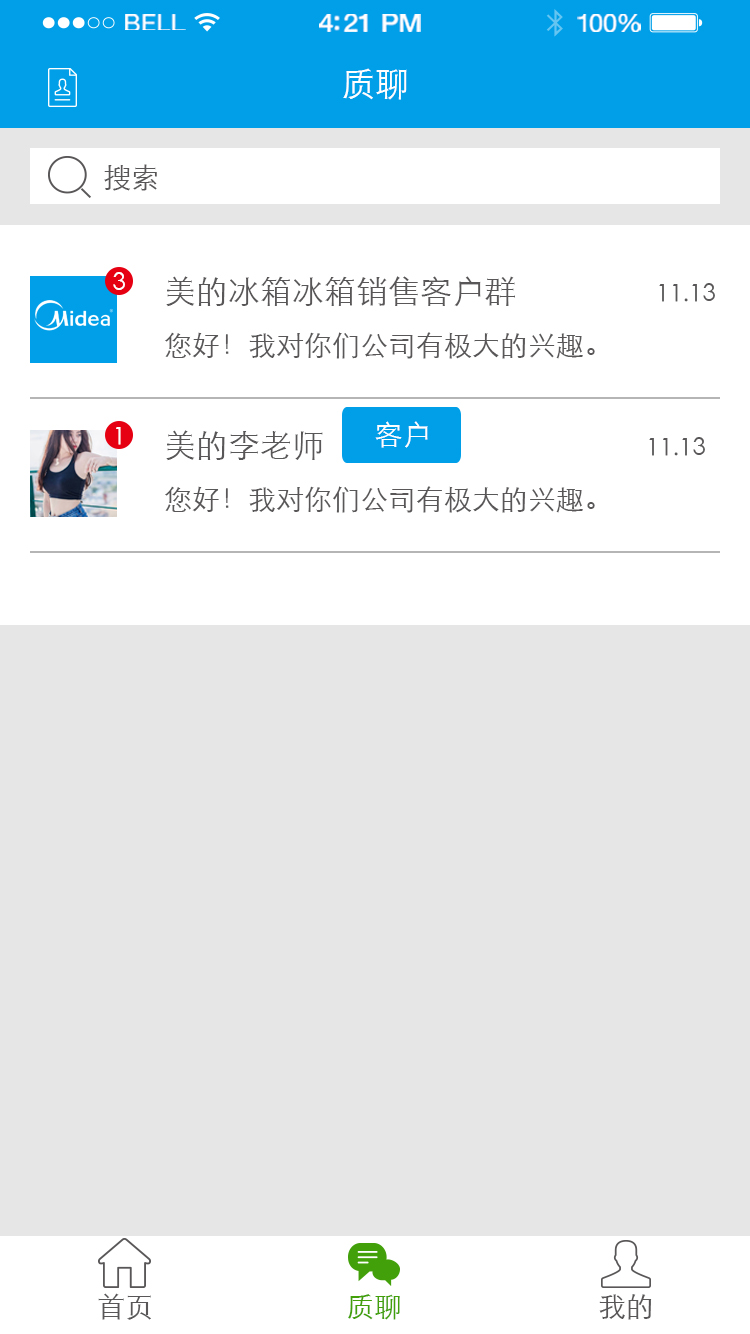 BELL 4:21 PM 100%
质聊
搜索
3
Midea
美的冰箱冰箱销售客户群 11.13
您好！我对你们公司有极大的兴趣。
1
美的李老师 客户 11.13
您好！我对你们公司有极大的兴趣。
首页 质聊 我的